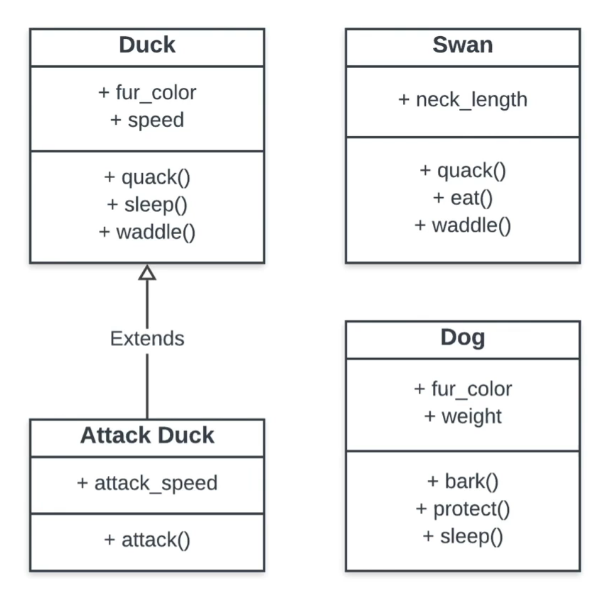 Duck
+ fur_color
+ speed
+ quack()
+ sleep()
+ waddle()
Extends
Attack Duck
+ attack_speed
+ attack()
Swan
+ neck_length
+ quack()
+ eat()
+ waddle()
Dog
+ fur_color
+ weight
+ bark()
+ protect()
+ sleep()